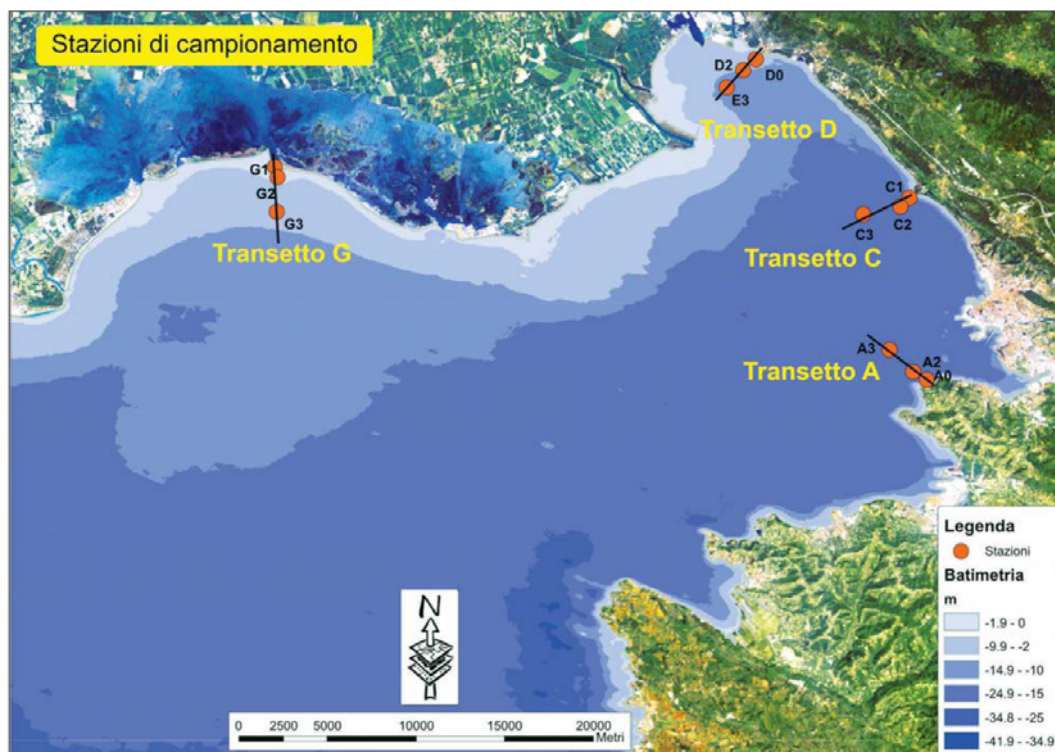 Stazioni di campionamento
D2
D0
E3
Transetto D
G1
G2
G3
Transetto G
C1
C2
C3
Transetto C
A3
A2
A0
Transetto A
Legenda
Stazioni
Batimetria
m
-1.9 - 0
-9.9 - -2
-14.9 - -10
-24.9 - -15
-34.8 - -25
-41.9 - -34.9
N
0 2500 5000 10000 15000 20000
Metri